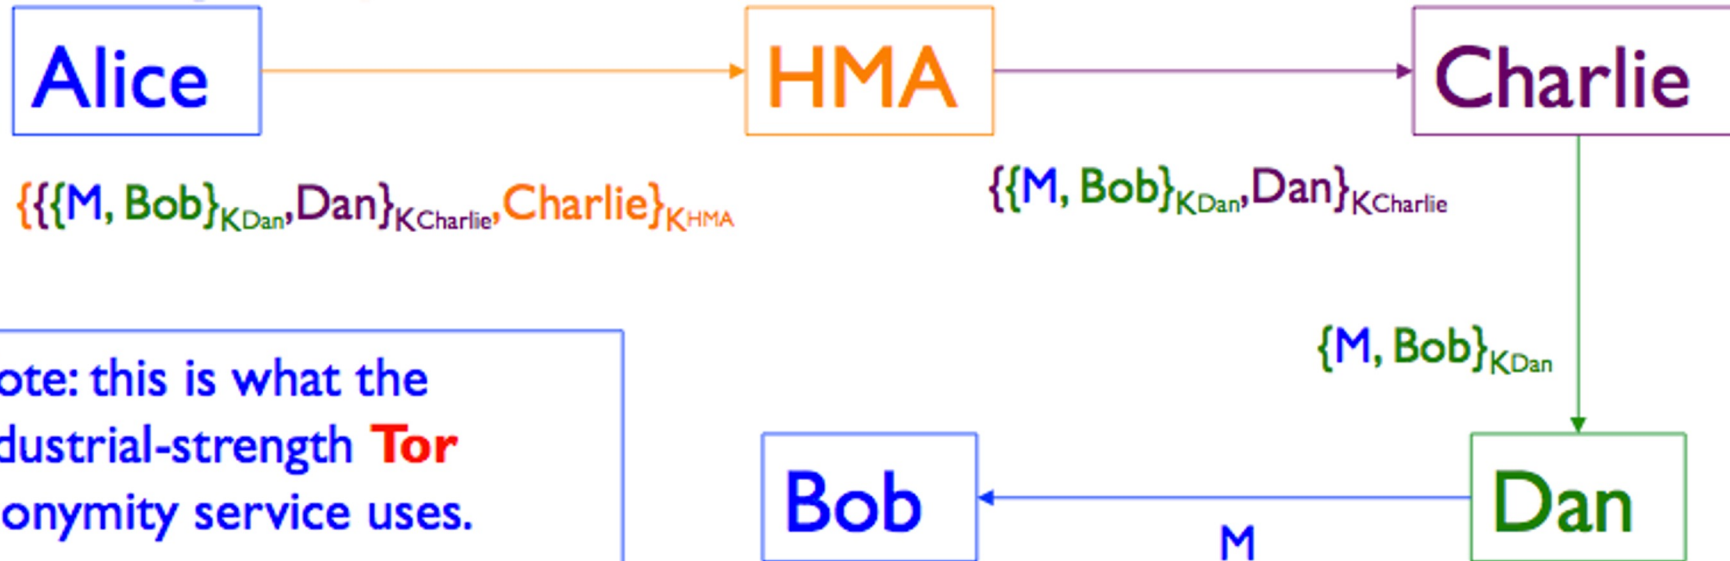 Alice
HMA
Charlie
{{{M, Bob}KDan,Dan}KCharlie,Charlie}KHMA
{{M, Bob}KDan,Dan}KCharlie
{M, Bob}KDan
ote: this is what the
dustrial-strength Tor
onymity service uses.
Bob
Dan
M